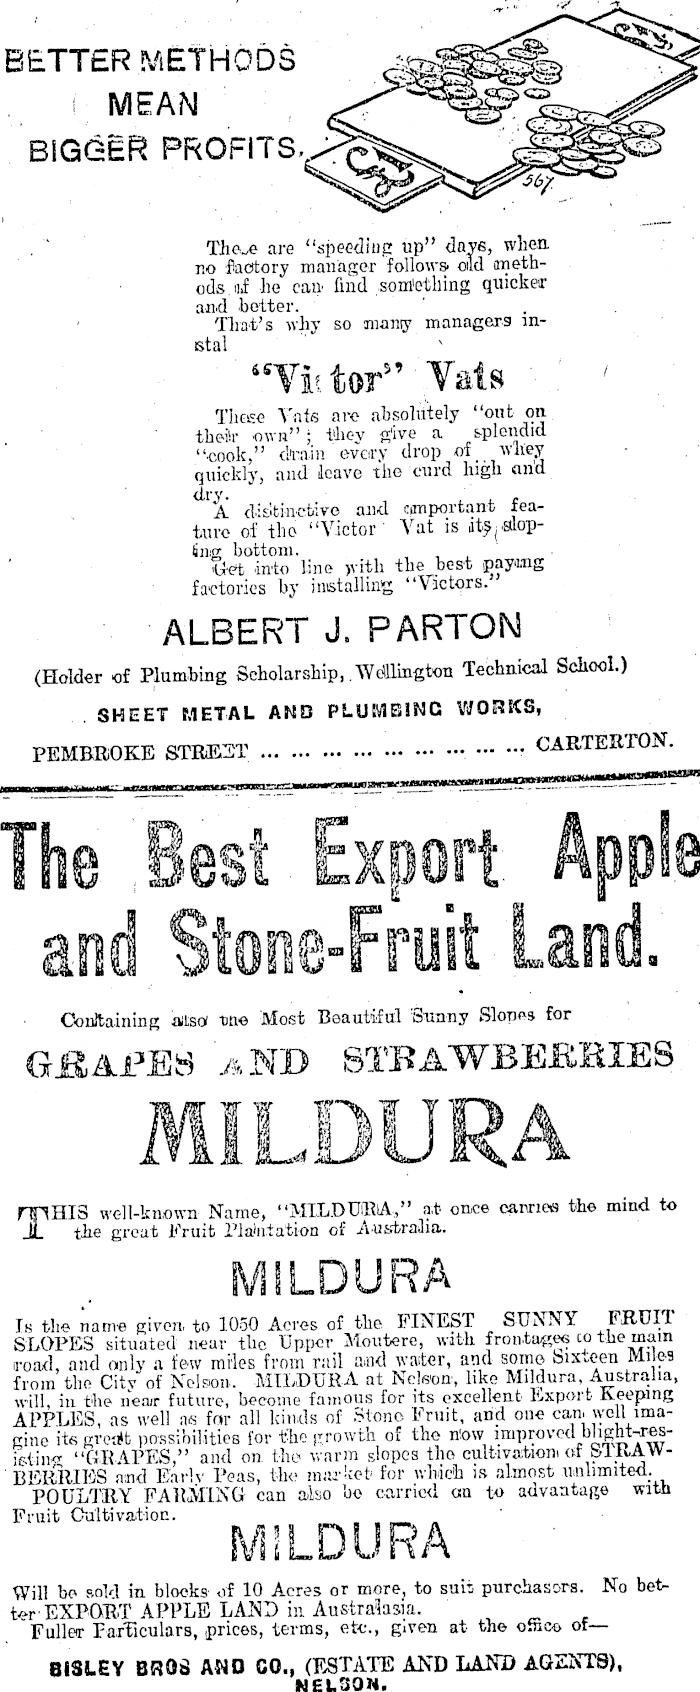 BETTER METHODS
MEAN
BIGGER PROFITS.
567.
These are "speeding up" days, when
no factory manager follows old meth-
ods if he can find something quicker
and better.
That's why so many managers in-
stal
"Victor" Vats
These Vats are absolutely "out on
their own"; they give a splendid
"cook," drain every drop of whey
quickly, and leave the curd high and
dry.
A distinctive and important fea-
ture of the "Victor" Vat is its slop-
ing bottom.
Get into line with the best paying
factories by installing "Victors."
ALBERT J. PARTON
(Holder of Plumbing Scholarship, Wellington Technical School.)
SHEET METAL AND PLUMBING WORKS,
PEMBROKE STREET ... ... ... ... ... ... ... ... ... CARTERTON.
The Best Export Apple
and Stone-Fruit Land.
Containing also the Most Beautiful Sunny Slopes for
GRAPES AND STRAWBERRIES
MILDURA
THIS well-known Name, "MILDURA," at once carries the mind to
the great Fruit Plantation of Australia.
MILDURA
Is the name given to 1050 Acres of the FINEST SUNNY FRUIT
SLOPES situated near the Upper Moutere, with frontages to the main
road, and only a few miles from rail and water, and some Sixteen Miles
from the City of Nelson. MILDURA at Nelson, like Mildura, Australia,
will, in the near future, become famous for its excellent Export Keeping
APPLES, as well as for all kinds of Stone Fruit, and one can well ima-
gine its great possibilities for the growth of the now improved blight-res-
isting "GRAPES," and on the warm slopes the cultivation of STRAW-
BERRIES and Early Peas, the market for which is almost unlimited.
POULTRY FARMING can also be carried on to advantage with
Fruit Cultivation.
MILDURA
Will be sold in blocks of 10 Acres or more, to suit purchasers. No bet-
ter EXPORT APPLE LAND in Australasia.
Fuller Particulars, prices, terms, etc., given at the office of—
BISLEY BROS AND CO., (ESTATE AND LAND AGENTS),
NELSON.